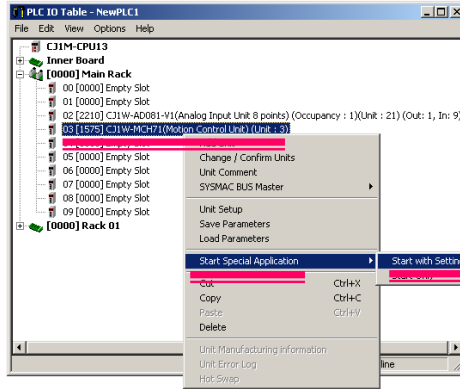 PLC IO Table - NewPLC1
File Edit View Options Help
CJ1M-CPU13
Inner Board
[0000] Main Rack
00 [0000] Empty Slot
01 [0000] Empty Slot
02 [2210] CJ1W-AD081-V1(Analog Input Unit 8 points) (Occupancy : 1)(Unit : 21) (Out: 1, In: 9)
03 [1575] CJ1W-MCH71(Motion Control Unit) (Unit : 3)
05 [0000] Empty Slot
06 [0000] Empty Slot
07 [0000] Empty Slot
08 [0000] Empty Slot
09 [0000] Empty Slot
[0000] Rack 01
Change / Confirm Units
Unit Comment
SYSMAC BUS Master
Unit Setup
Save Parameters
Load Parameters
Start Special Application
Start with Settin
Cut Ctrl+X
Copy Ctrl+C
Paste Ctrl+V
Delete
Unit Manufacturing information
Unit Error Log
Hot Swap
line